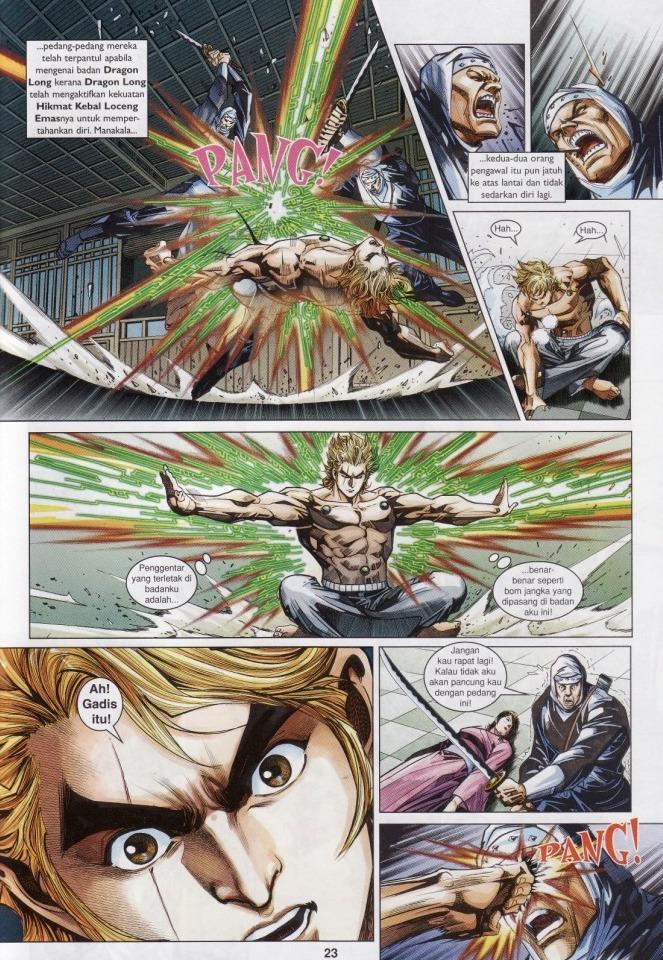 ...pedang-pedang mereka
telah terpantul apabila
mengenai badan Dragon
Long kerana Dragon Long
telah mengaktifkan kekuatan
Hikmat Kebal Loceng
Emasnya untuk memper-
tahankan diri. Manakala...
PANG!
...kedua-dua orang
pengawal itu pun jatuh
ke atas lantai dan tidak
sedarkan diri lagi.
Hah...
Hah...
Penggentar
yang terletak di
badanku
adalah...
...benar-
benar seperti
bom jangka yang
dipasang di badan
aku ini!
Ah!
Gadis
itu!
Jangan
kau rapat lagi!
Kalau tidak aku
akan pancung kau
dengan pedang
ini!
PANG!
23